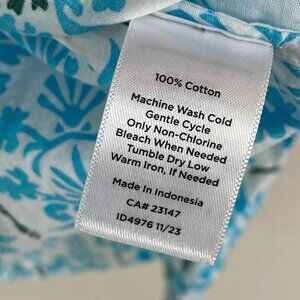 100% Cotton
Machine Wash Cold
Gentle Cycle
Only Non-Chlorine
Bleach When Needed
Tumble Dry Low
Warm Iron, If Needed
Made In Indonesia
CA# 23147
ID4976 11/23